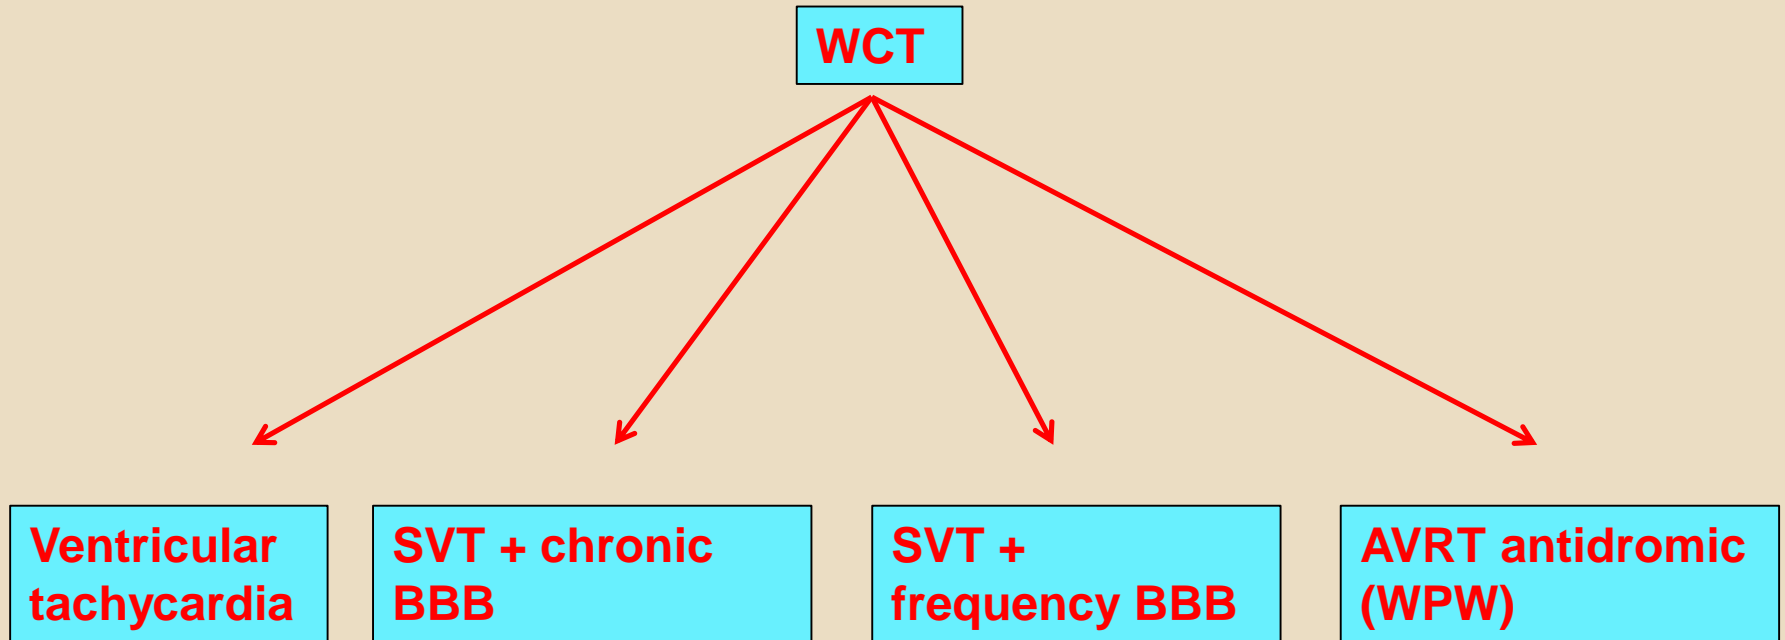 WCT
Ventricular
tachycardia
SVT + chronic
BBB
SVT +
frequency BBB
AVRT antidromic
(WPW)